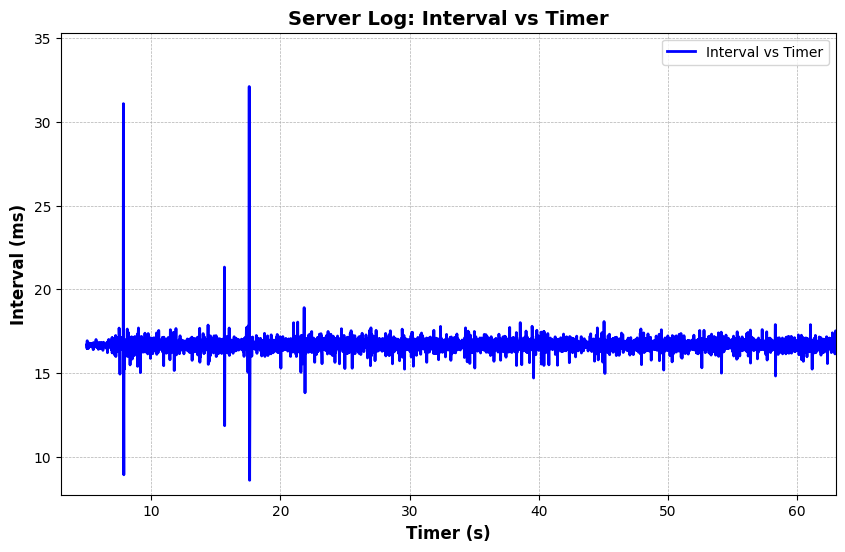 Server Log: Interval vs Timer
Interval vs Timer
Interval (ms)
35
30
25
20
15
10
10 20 30 40 50 60
Timer (s)